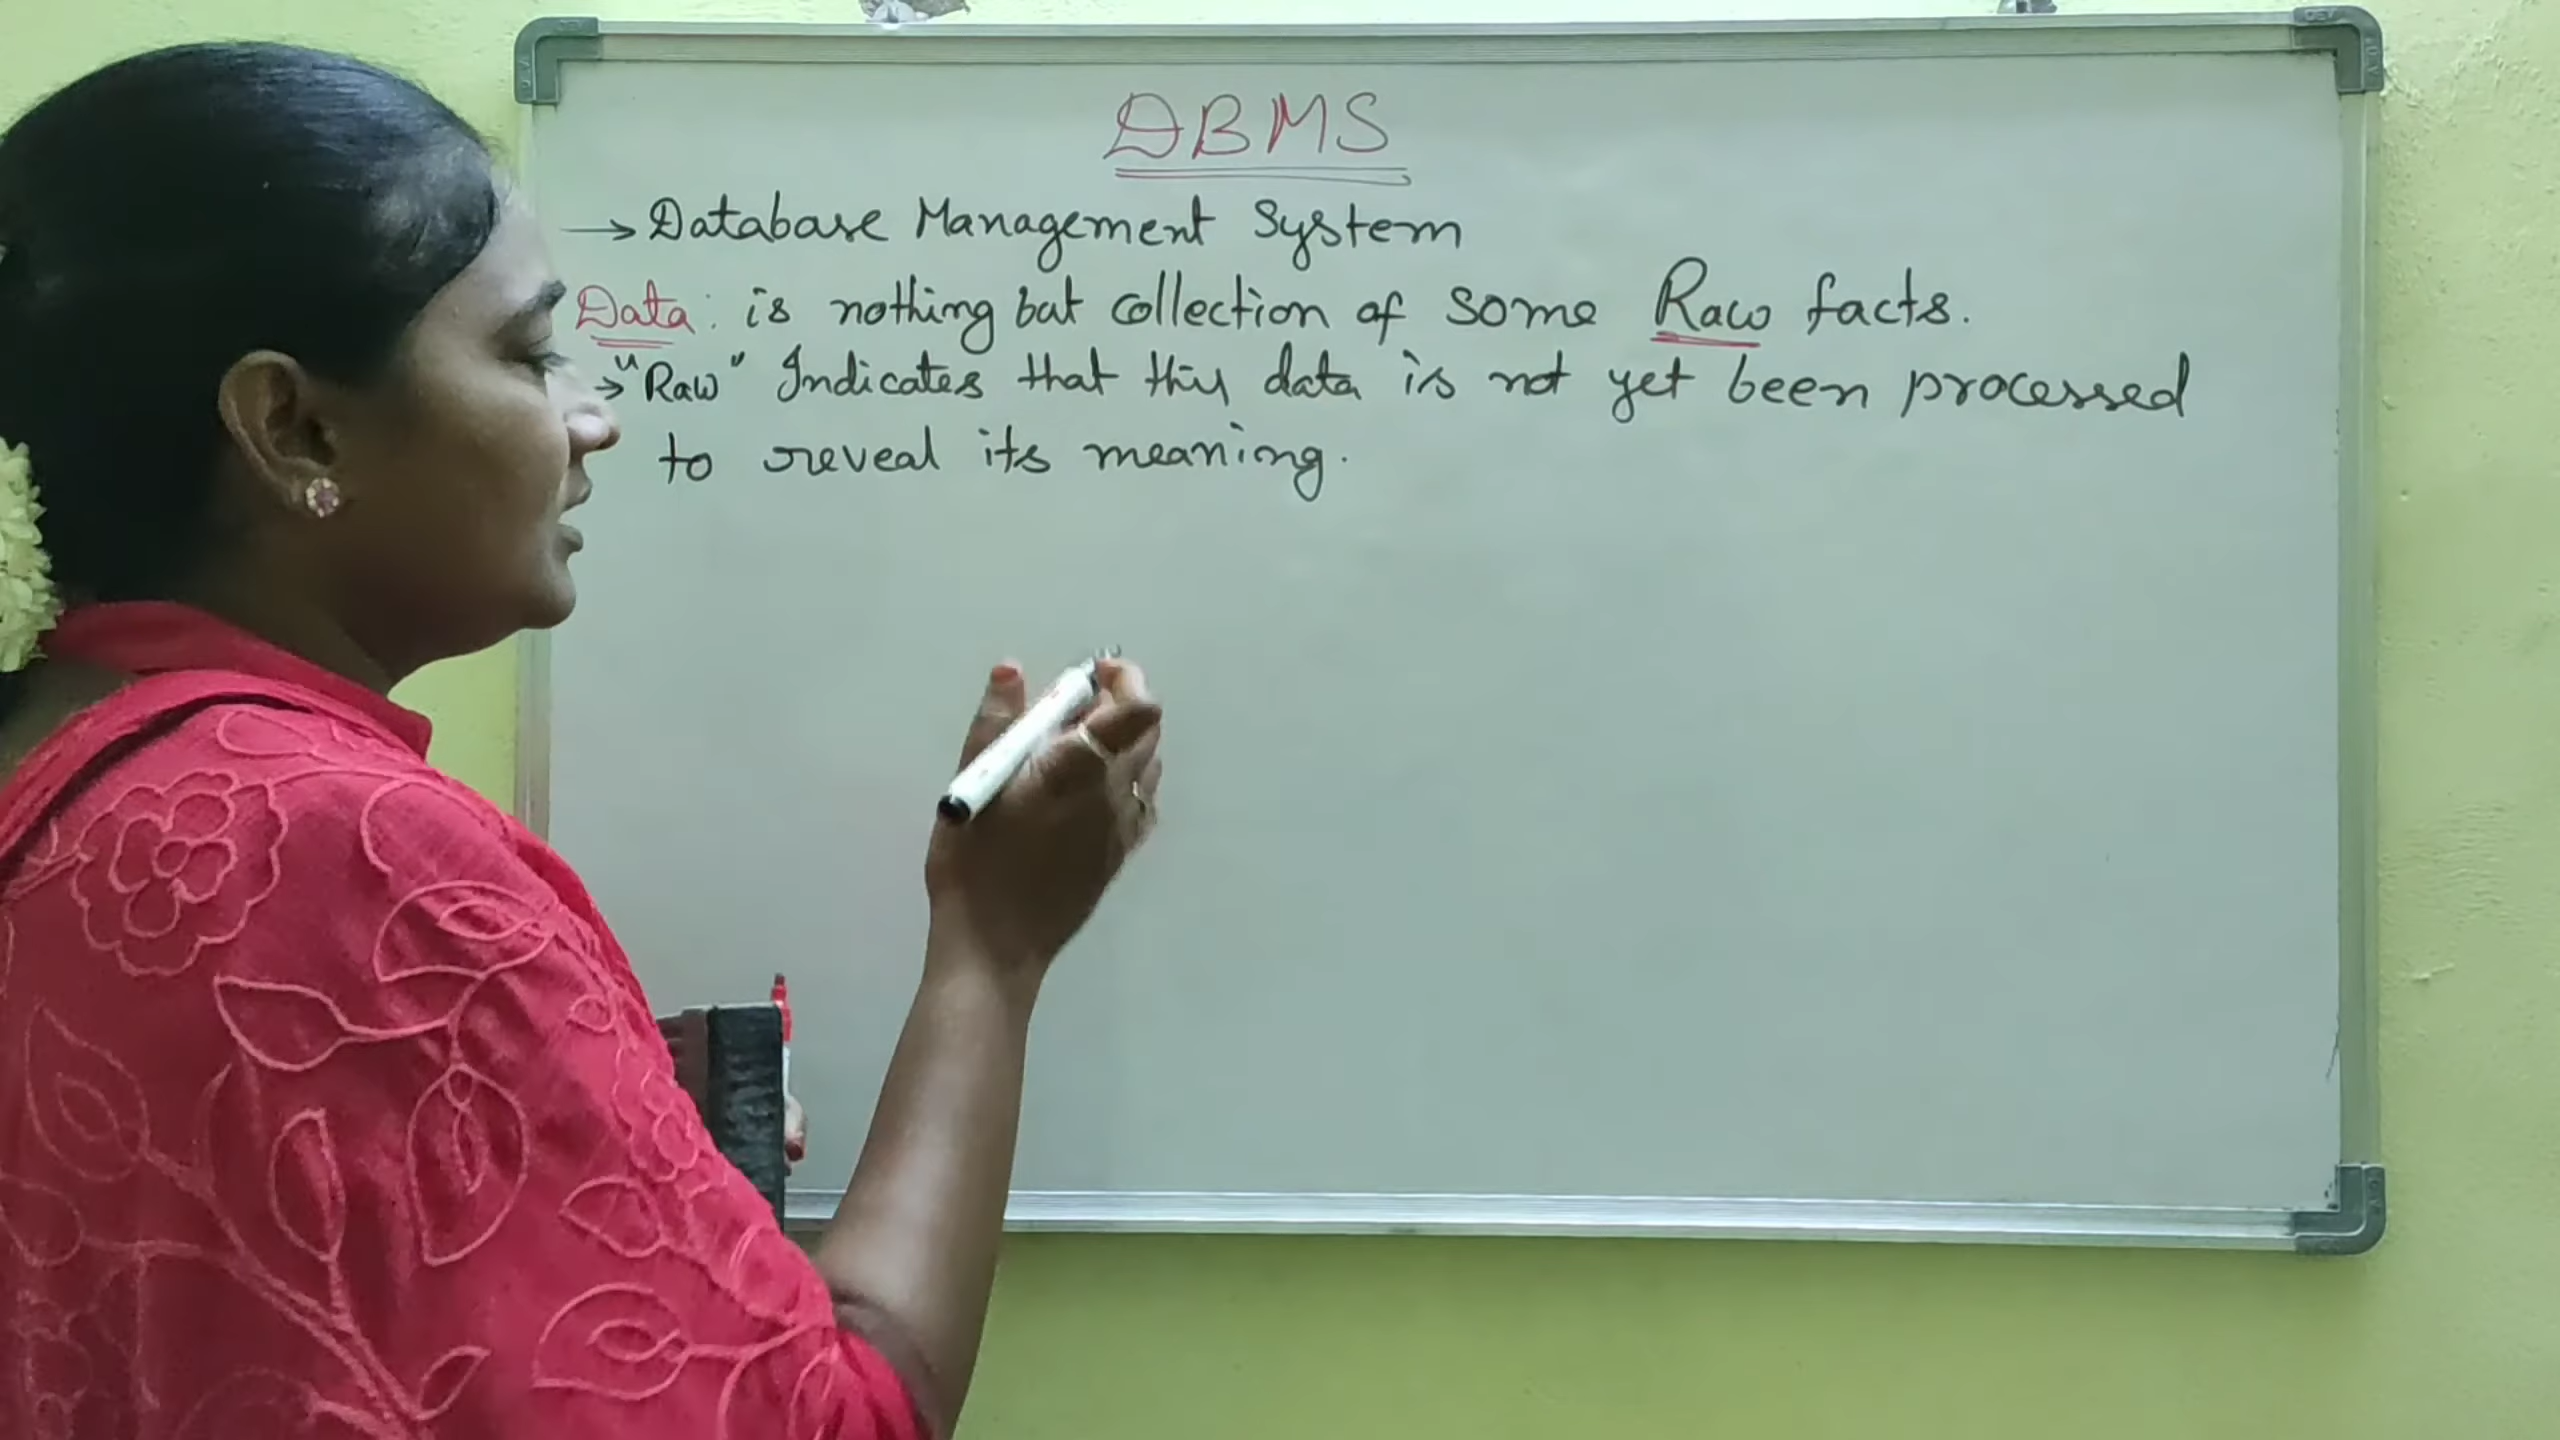 DBMS
→ Database Management System
Data : is nothing but collection of some Raw facts.
→ "Raw" Indicates that this data is not yet been processed
to reveal its meaning.